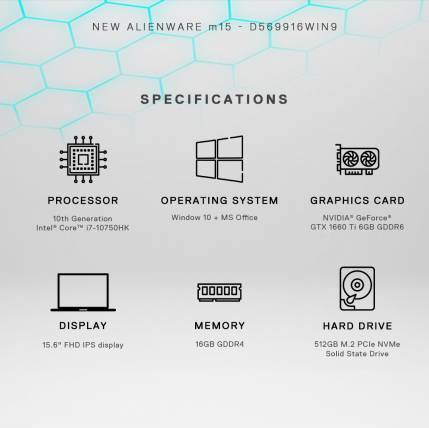 NEW ALIENWARE m15 - D569916WIN9
SPECIFICATIONS
PROCESSOR
10th Generation
Intel® Core™ i7-10750HK
OPERATING SYSTEM
Window 10 + MS Office
GRAPHICS CARD
NVIDIA® GeForce®
GTX 1660 Ti 6GB GDDR6
DISPLAY
15.6" FHD IPS display
MEMORY
16GB GDDR4
HARD DRIVE
512GB M.2 PCIe NVMe
Solid State Drive